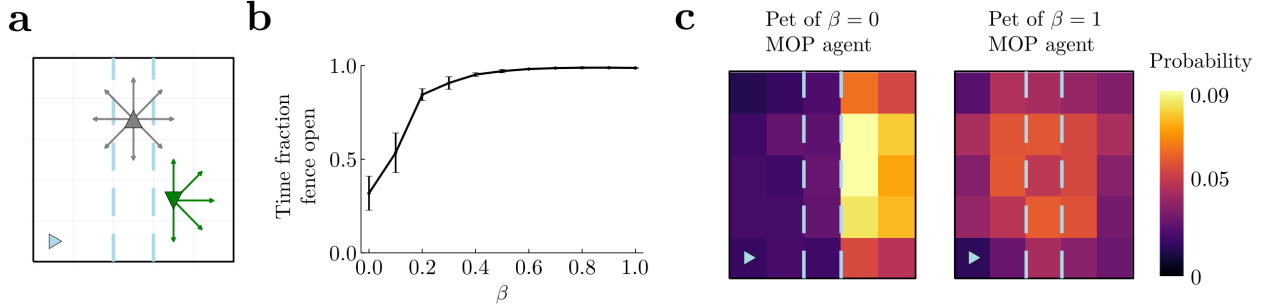 a
b
Time fraction
fence open
1.0
0.5
0.0
0.0 0.2 0.4 0.6 0.8 1.0
β
c
Pet of β = 0
MOP agent
Pet of β = 1
MOP agent
Probability
0.09
0.05
0